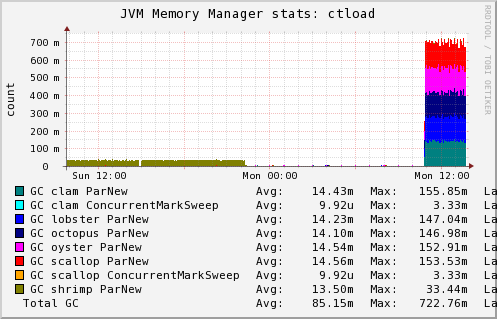 JVM Memory Manager stats: ctload
RRDTOOL / TOBI OETIKER
count
700 m
600 m
500 m
400 m
300 m
200 m
100 m
0
Sun 12:00 Mon 00:00 Mon 12:00
GC clam ParNew Avg: 14.43m Max: 155.85m La
GC clam ConcurrentMarkSweep Avg: 9.92u Max: 3.33m La
GC lobster ParNew Avg: 14.23m Max: 147.04m La
GC octopus ParNew Avg: 14.10m Max: 146.98m La
GC oyster ParNew Avg: 14.54m Max: 152.91m La
GC scallop ParNew Avg: 14.56m Max: 153.53m La
GC scallop ConcurrentMarkSweep Avg: 9.92u Max: 3.33m La
GC shrimp ParNew Avg: 13.50m Max: 33.44m La
Total GC Avg: 85.15m Max: 722.76m La